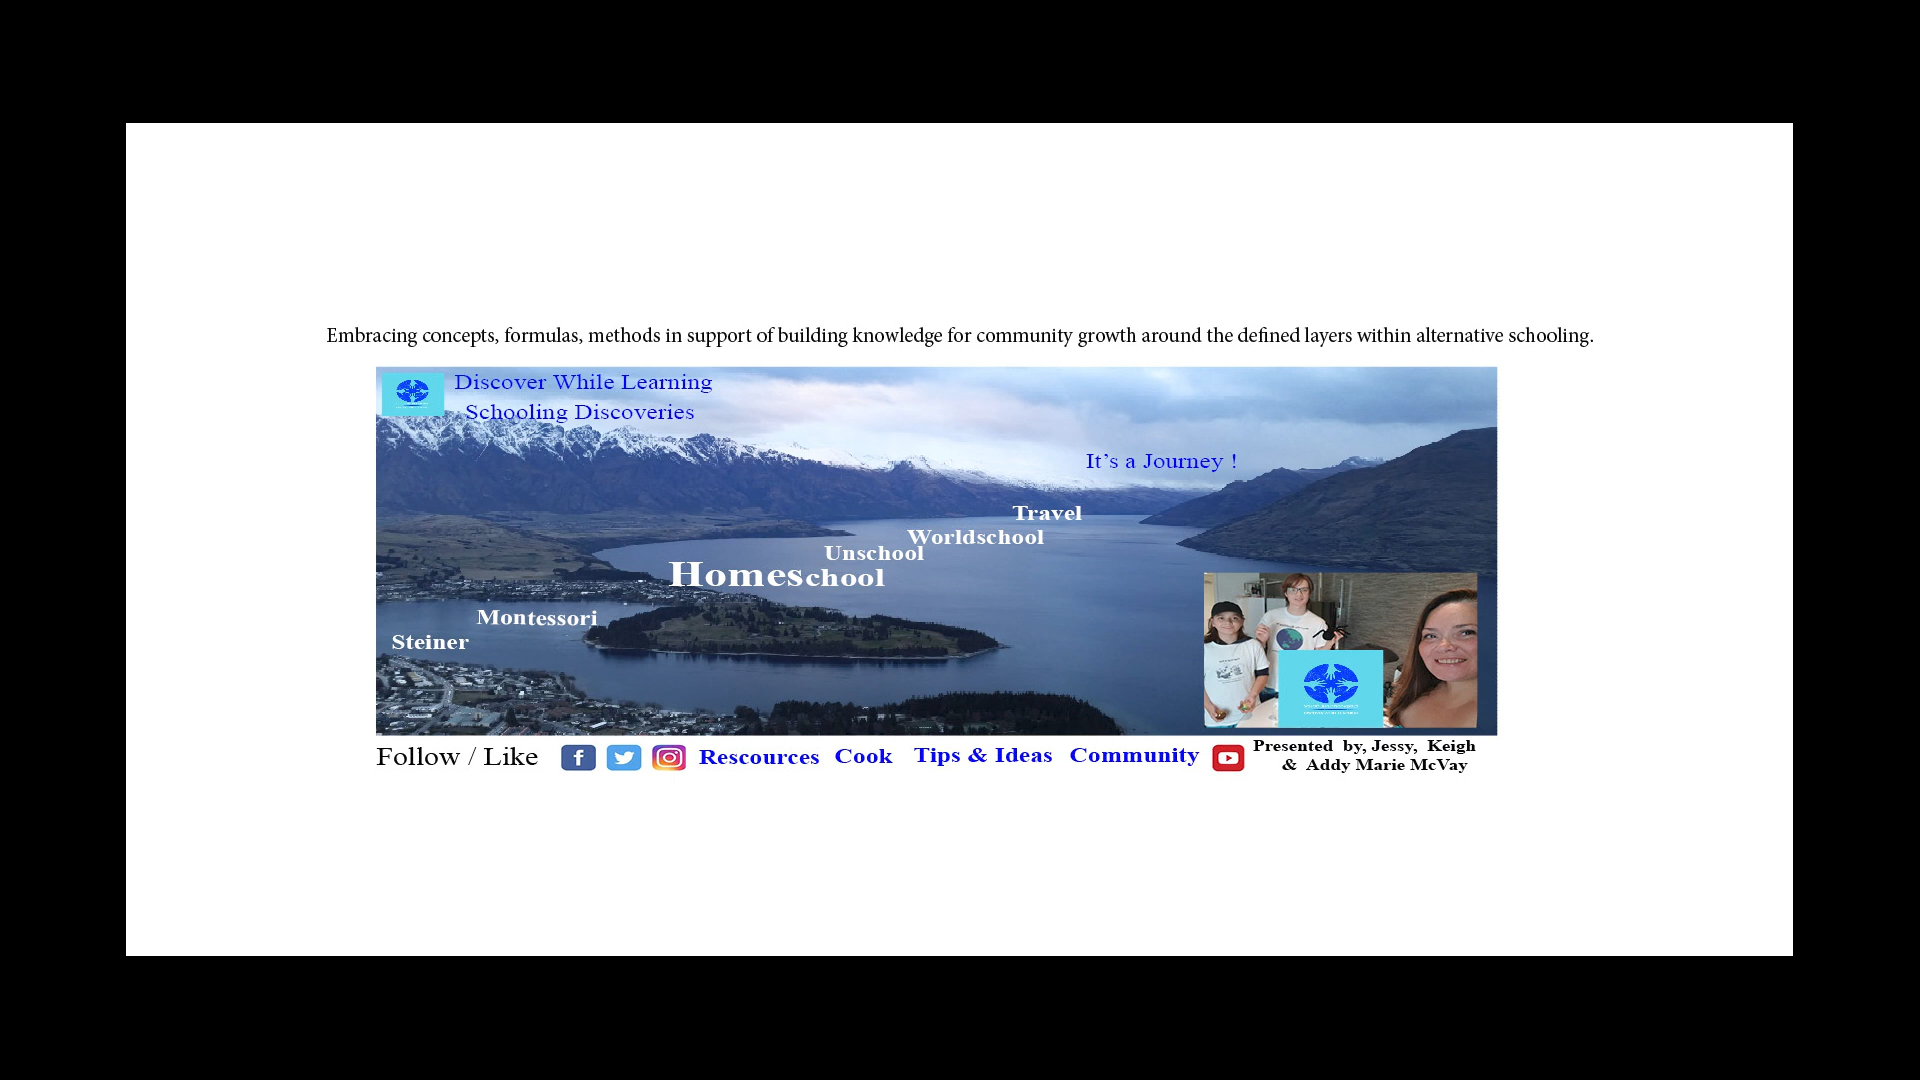 Embracing concepts, formulas, methods in support of building knowledge for community growth around the defined layers within alternative schooling.
Discover While Learning
Schooling Discoveries
It's a Journey !
Travel
Worldschool
Unschool
Homeschool
Montessori
Steiner
Follow / Like
Rescources
Cook
Tips & Ideas
Community
Presented by, Jessy, Keigh
& Addy Marie McVay